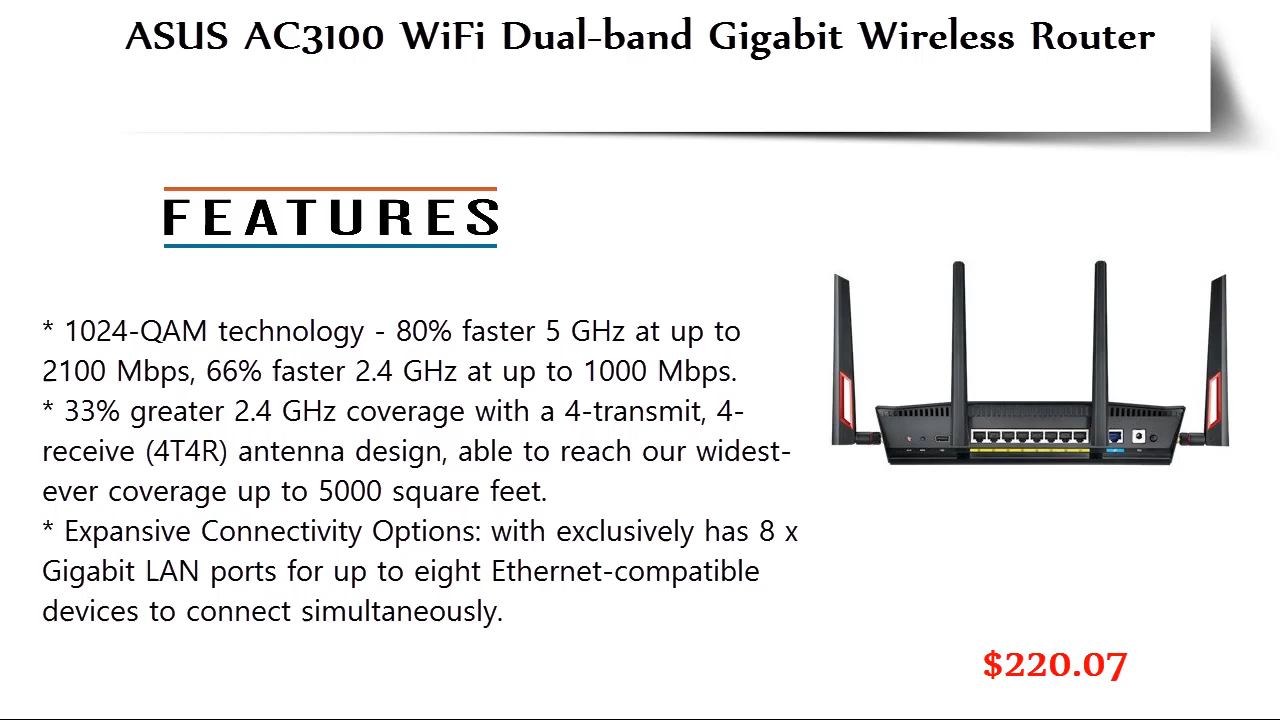 ASUS AC3100 WiFi Dual-band Gigabit Wireless Router
FEATURES
* 1024-QAM technology - 80% faster 5 GHz at up to
2100 Mbps, 66% faster 2.4 GHz at up to 1000 Mbps.
* 33% greater 2.4 GHz coverage with a 4-transmit, 4-
receive (4T4R) antenna design, able to reach our widest-
ever coverage up to 5000 square feet.
* Expansive Connectivity Options: with exclusively has 8 x
Gigabit LAN ports for up to eight Ethernet-compatible
devices to connect simultaneously.
$220.07